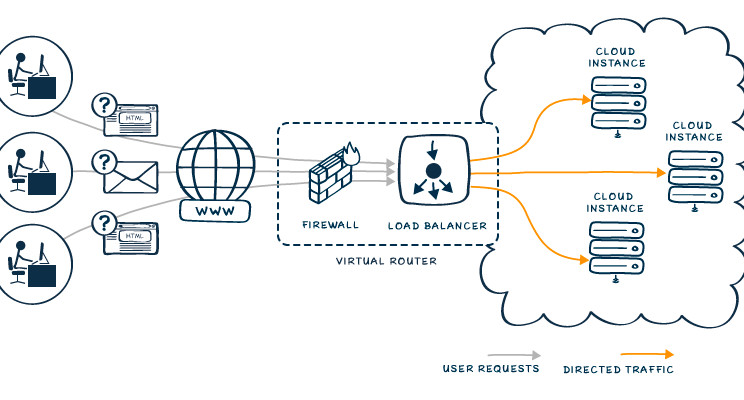 CLOUD
INSTANCE
?
HTML
CLOUD
INSTANCE
?
CLOUD
INSTANCE
WWW
?
HTML
FIREWALL
LOAD BALANCER
VIRTUAL ROUTER
USER REQUESTS
DIRECTED TRAFFIC